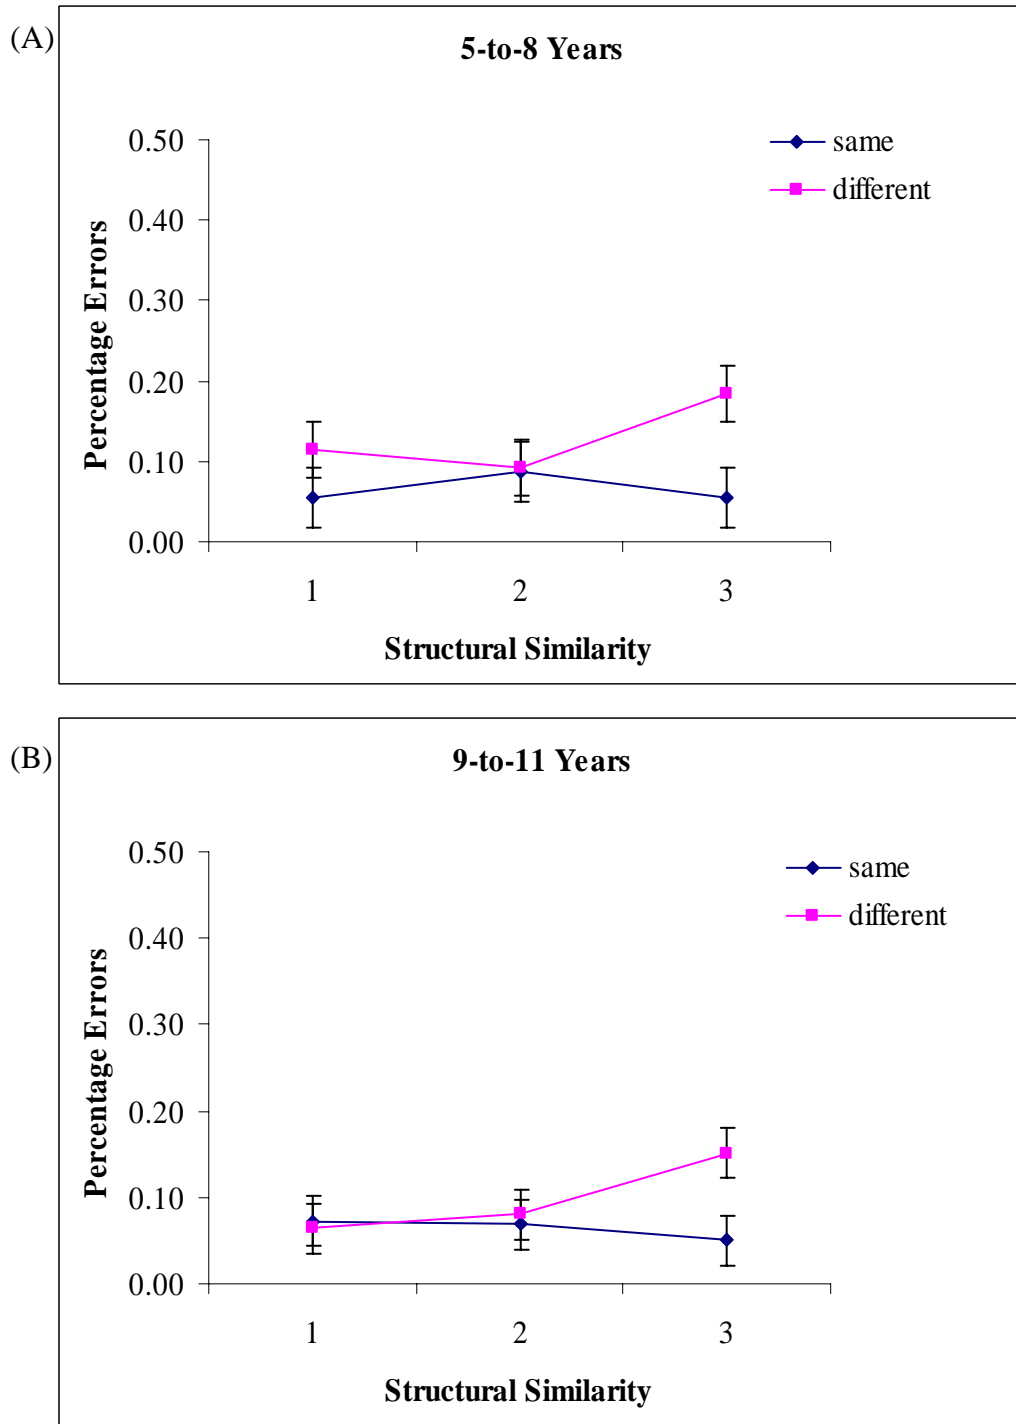 (A)
5-to-8 Years
same
different
Percentage Errors
0.50
0.40
0.30
0.20
0.10
0.00
1 2 3
Structural Similarity
(B)
9-to-11 Years
same
different
Percentage Errors
0.50
0.40
0.30
0.20
0.10
0.00
1 2 3
Structural Similarity